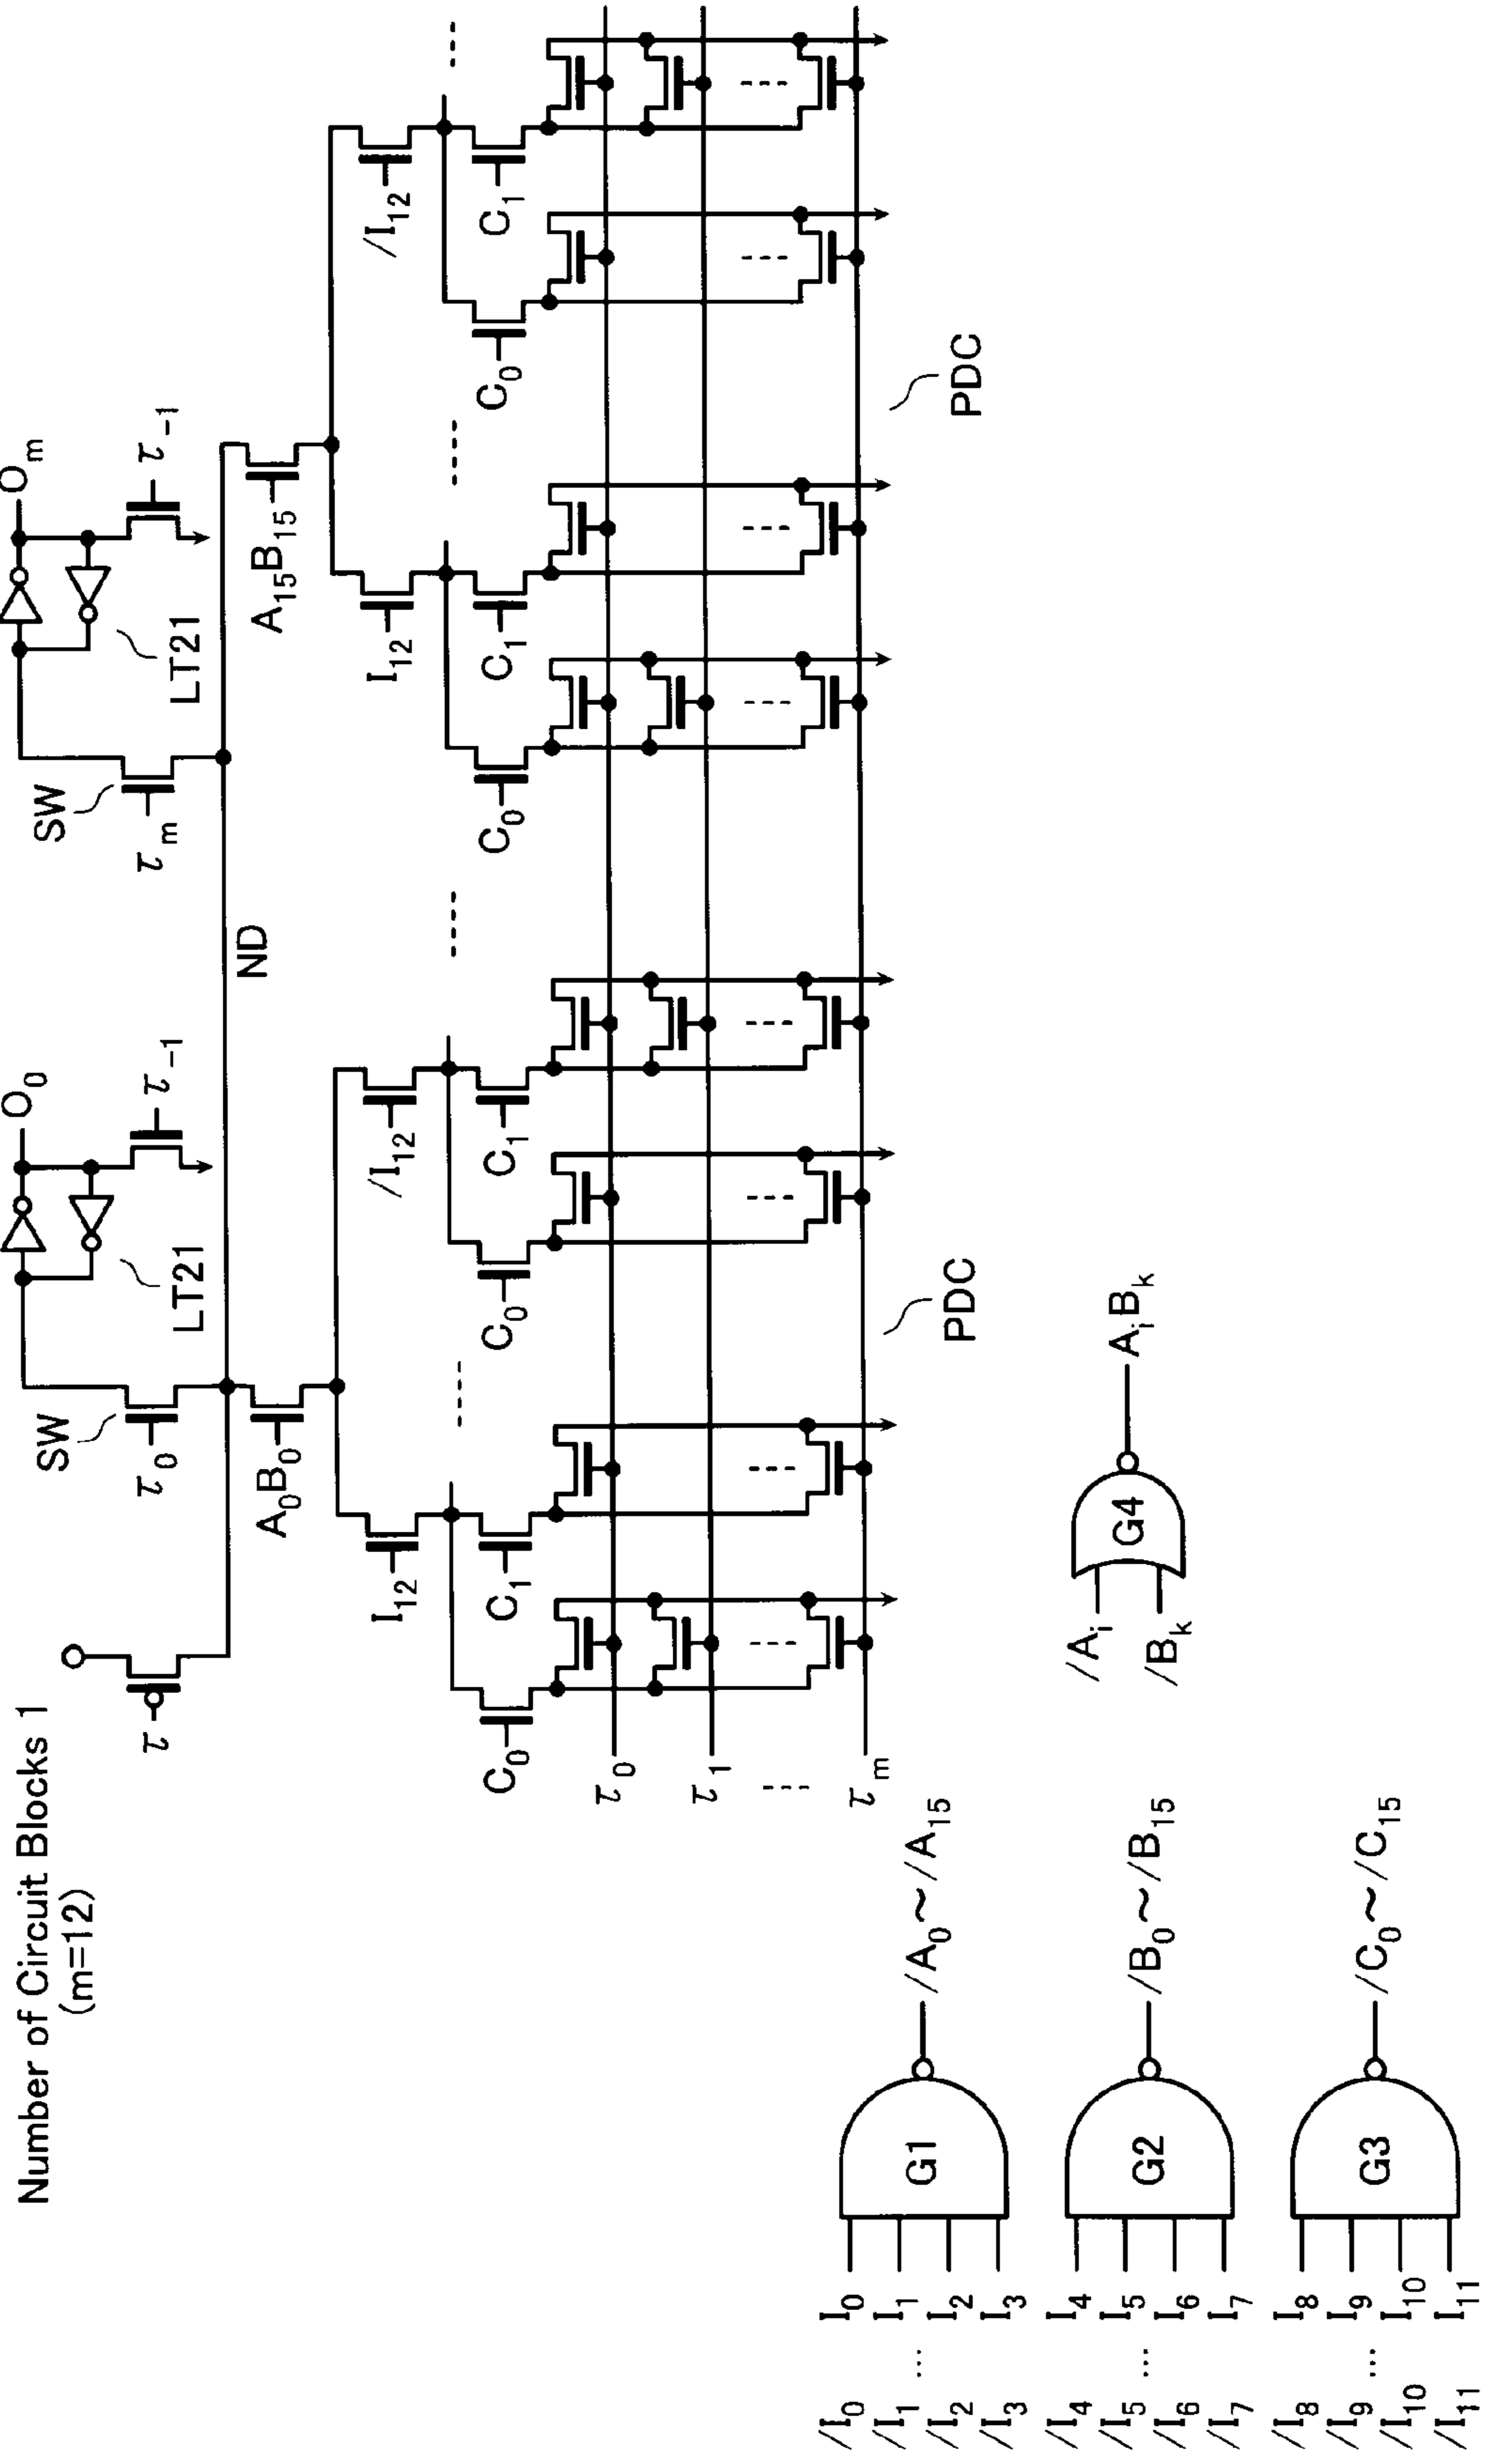 Number of Circuit Blocks 1
(m=12)
τ
SW
τ0
LT21
O0
τ-1
SW
τm
LT21
Om
τ-1
ND
A0B0
A15B15
I12
/I12
I12
/I12
C0
C1
C0
C1
C0
C1
C0
C1
τ0
τ1
τm
PDC
PDC
/I0 I0
/I1 ... I1
/I2 I2
/I3 I3
G1
/A0~/A15
/I4 I4
/I5 ... I5
/I6 I6
/I7 I7
G2
/B0~/B15
/I8 I8
/I9 ... I9
/I10 I10
/I11 I11
G3
/C0~/C15
/Ai
/Bk
G4
AiBk